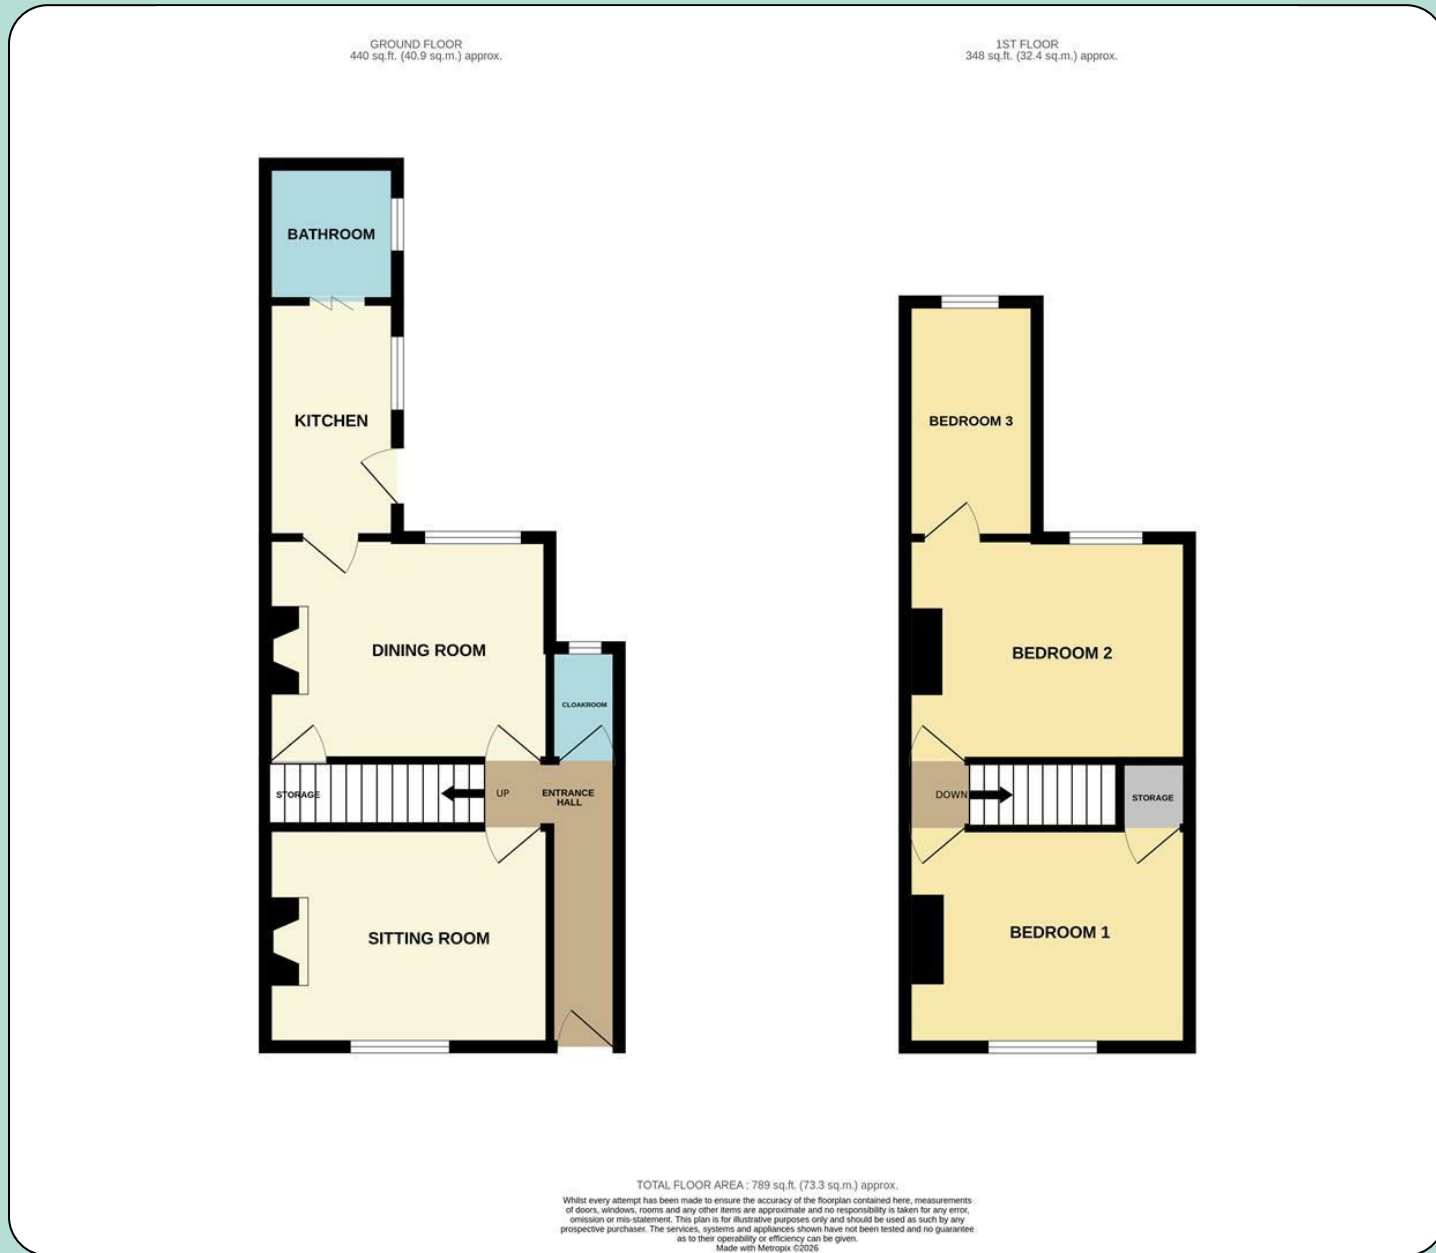 GROUND FLOOR
440 sq.ft. (40.9 sq.m.) approx.
1ST FLOOR
348 sq.ft. (32.4 sq.m.) approx.
BATHROOM
KITCHEN
DINING ROOM
CLOAKROOM
STORAGE
UP
ENTRANCE
HALL
SITTING ROOM
BEDROOM 3
BEDROOM 2
DOWN
STORAGE
BEDROOM 1
TOTAL FLOOR AREA : 789 sq.ft. (73.3 sq.m.) approx.
Whilst every attempt has been made to ensure the accuracy of the floorplan contained here, measurements
of doors, windows, rooms and any other items are approximate and no responsibility is taken for any error,
omission or mis-statement. This plan is for illustrative purposes only and should be used as such by any
prospective purchaser. The services, systems and appliances shown have not been tested and no guarantee
as to their operability or efficiency can be given.
Made with Metropix ©2026